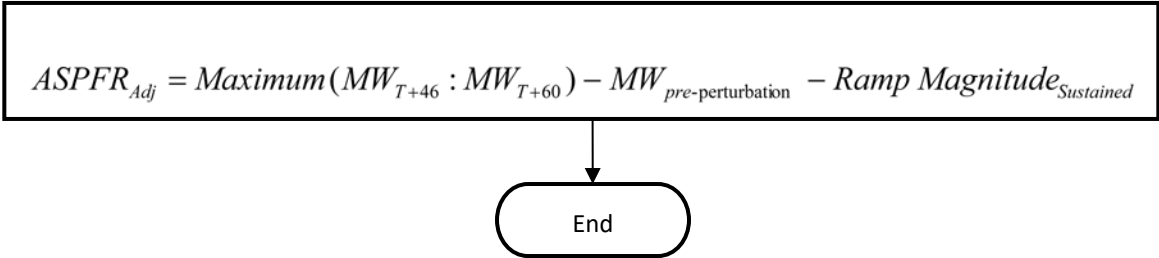 ASPFR_Adj = Maximum(MW_T+46 : MW_T+60) − MW_pre-perturbation − Ramp Magnitude_Sustained
End